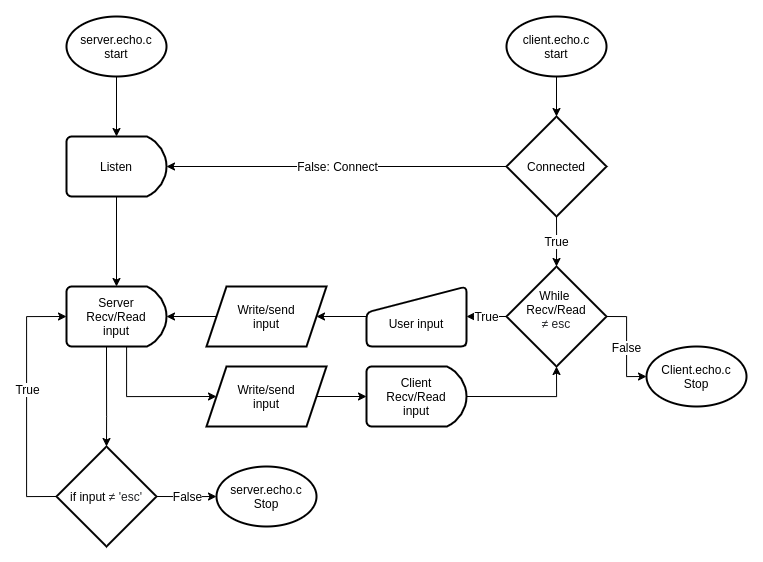 server.echo.c
start
client.echo.c
start
Listen
False: Connect
Connected
True
Server
Recv/Read
input
Write/send
input
User input
True
While
Recv/Read
≠ esc
False
Client.echo.c
Stop
True
Write/send
input
Client
Recv/Read
input
if input ≠ 'esc'
False
server.echo.c
Stop